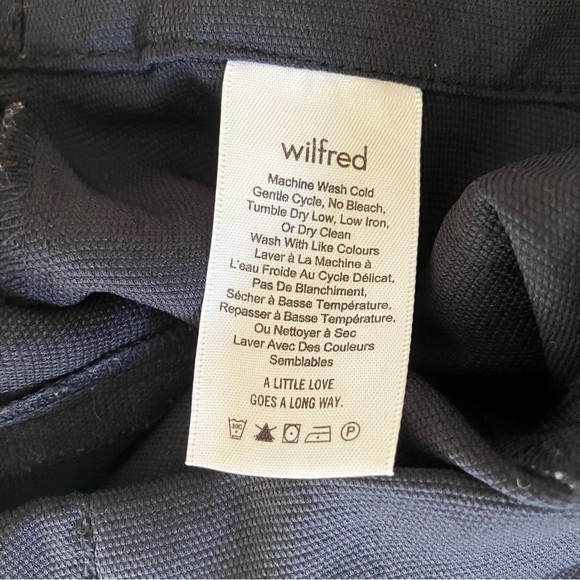 wilfred
Machine Wash Cold
Gentle Cycle, No Bleach,
Tumble Dry Low, Low Iron,
Or Dry Clean
Wash With Like Colours
Laver à La Machine à
L'eau Froide Au Cycle Délicat,
Pas De Blanchiment,
Sécher à Basse Température.
Repasser à Basse Température.
Ou Nettoyer à Sec
Laver Avec Des Couleurs
Semblables
A LITTLE LOVE
GOES A LONG WAY.
30C P